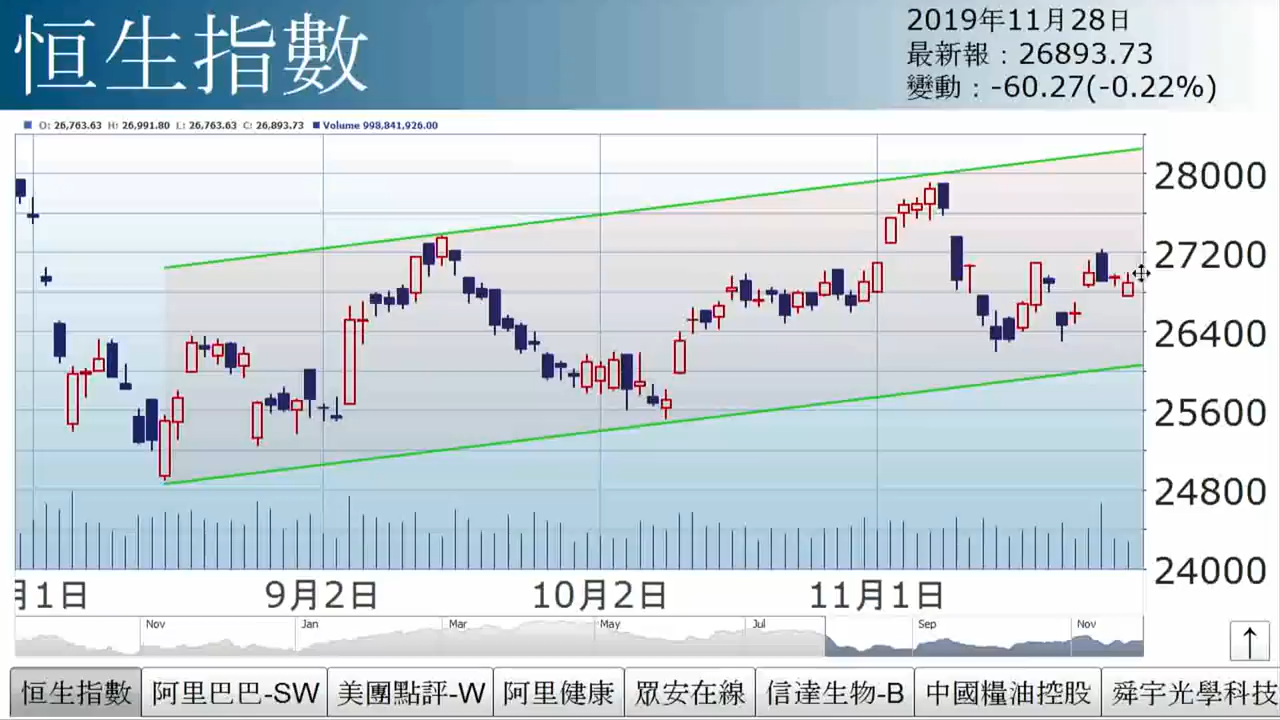 恒生指數
2019年11月28日
最新報：26893.73
變動：-60.27(-0.22%)
O: 26,763.63 H: 26,991.80 L: 26,763.63 C: 26,893.73 Volume 998,841,926.00
28000
27200
26400
25600
24800
24000
月1日 9月2日 10月2日 11月1日
Nov Jan Mar May Jul Sep Nov
↑
恒生指數 阿里巴巴-SW 美團點評-W 阿里健康 眾安在線 信達生物-B 中國糧油控股 舜宇光學科技